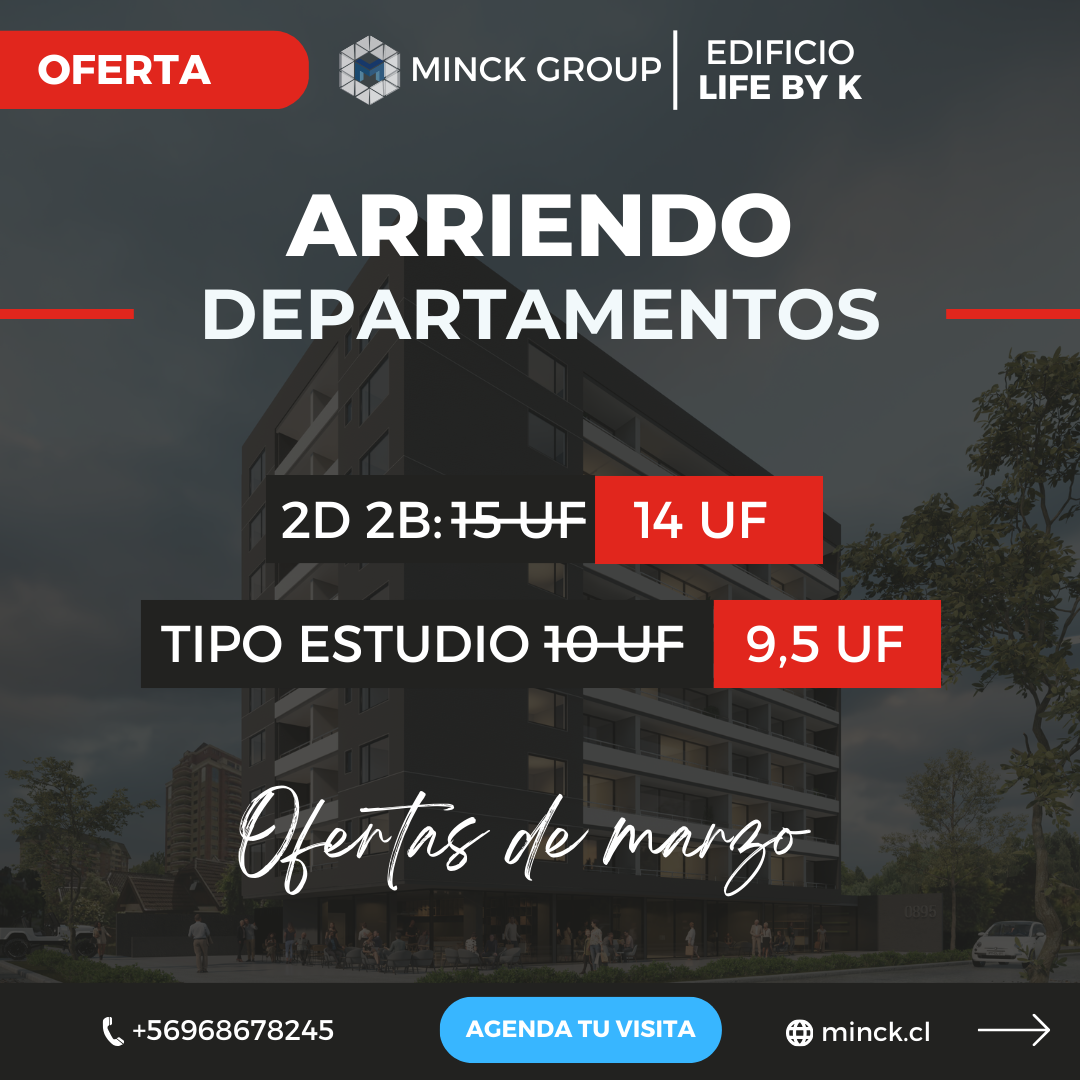 OFERTA
MINCK GROUP
EDIFICIO
LIFE BY K
ARRIENDO
DEPARTAMENTOS
2D 2B: 15 UF 14 UF
TIPO ESTUDIO 10 UF 9,5 UF
Ofertas de marzo
0895
+56968678245
AGENDA TU VISITA
minck.cl